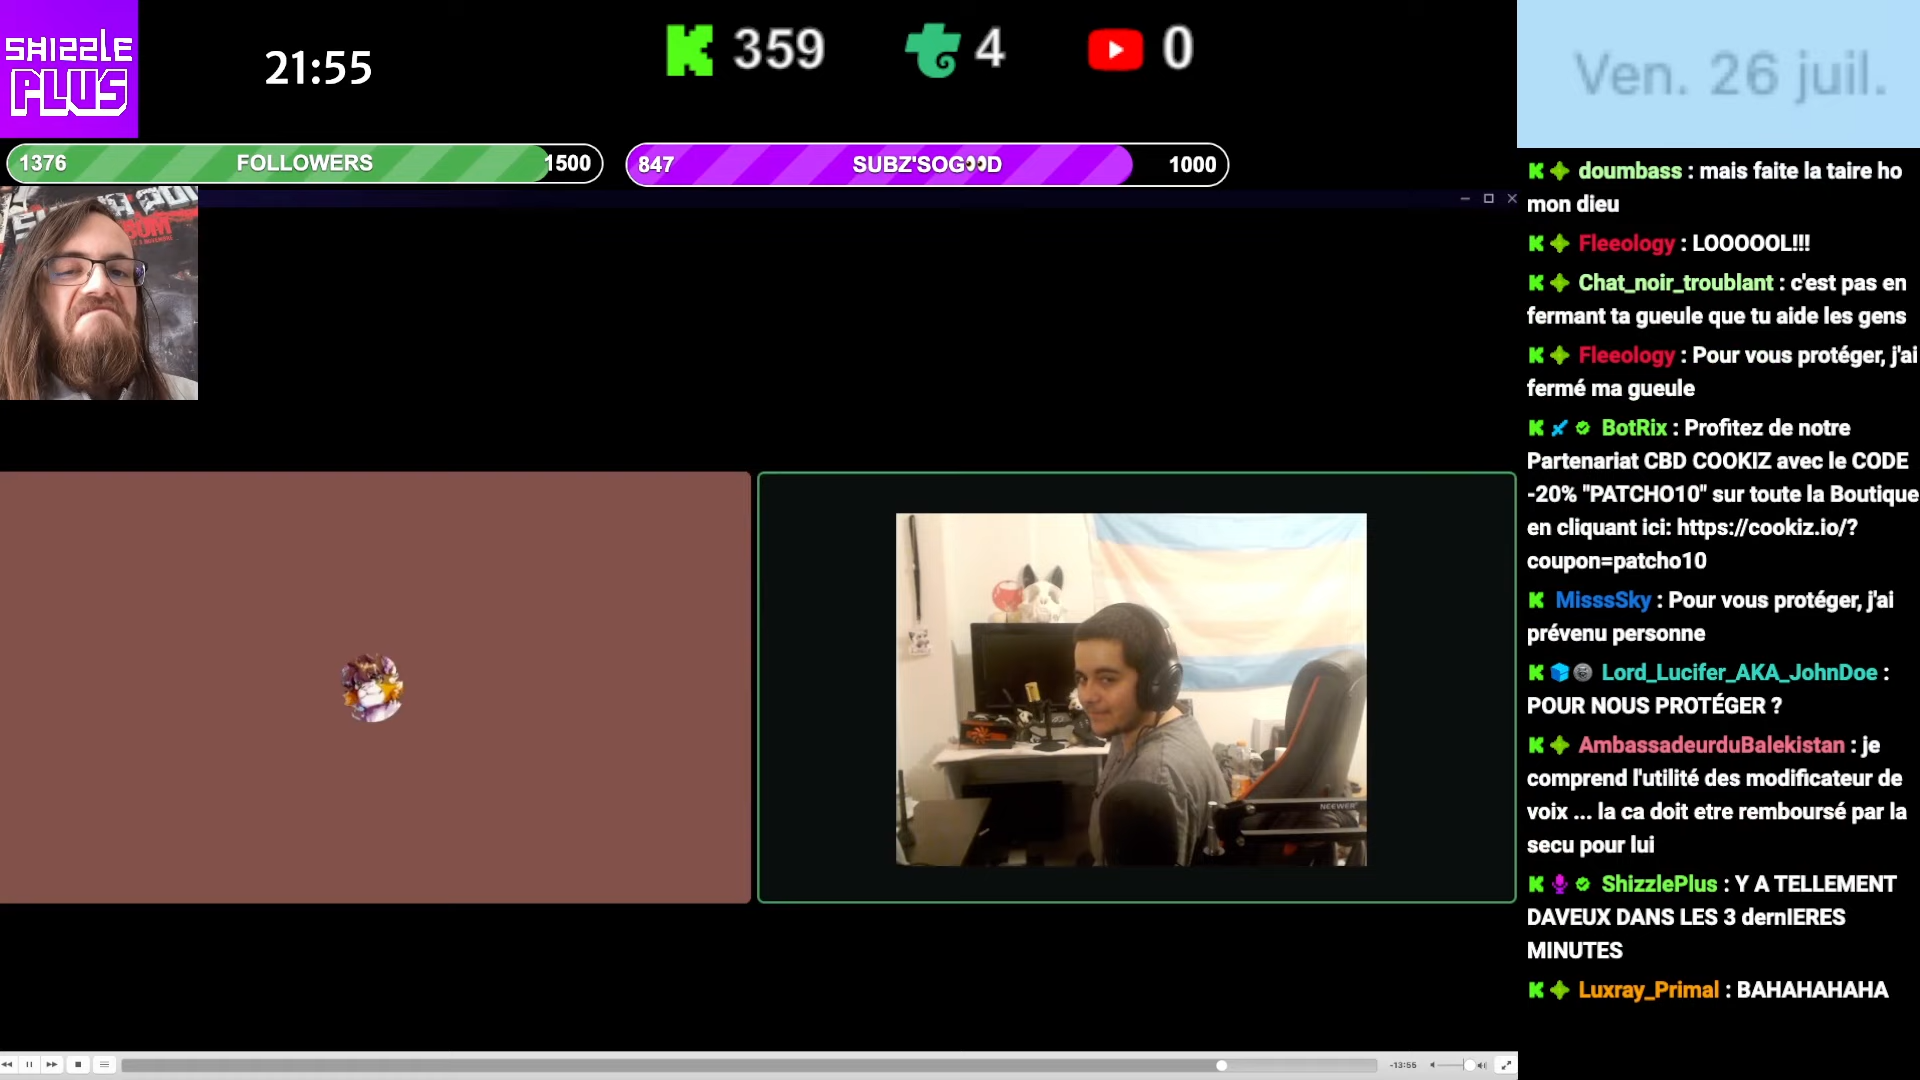 SHIZZLE
PLUS
21:55
359
4
0
Ven. 26 juil.
1376 FOLLOWERS 1500
847 SUBZ'SOG👀D 1000
doumbass : mais faite la taire ho
mon dieu
Fleeology : LOOOOOL!!!
Chat_noir_troublant : c'est pas en
fermant ta gueule que tu aide les gens
Fleeology : Pour vous protéger, j'ai
fermé ma gueule
BotRix : Profitez de notre
Partenariat CBD COOKIZ avec le CODE
-20% "PATCHO10" sur toute la Boutique
en cliquant ici: https://cookiz.io/?
coupon=patcho10
MisssSky : Pour vous protéger, j'ai
prévenu personne
Lord_Lucifer_AKA_JohnDoe :
POUR NOUS PROTÉGER ?
AmbassadeurduBalekistan : je
comprend l'utilité des modificateur de
voix ... la ca doit etre remboursé par la
secu pour lui
ShizzlePlus : Y A TELLEMENT
DAVEUX DANS LES 3 dernIERES
MINUTES
Luxray_Primal : BAHAHAHAHA
NEEWER
-13:55